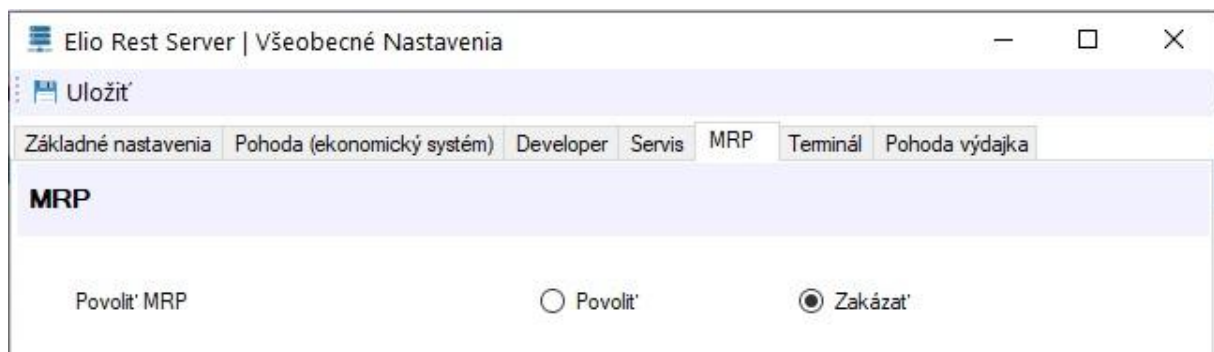 Elio Rest Server | Všeobecné Nastavenia
Uložiť
Základné nastavenia Pohoda (ekonomický systém) Developer Servis MRP Terminál Pohoda výdajka
MRP
Povoliť MRP Povoliť Zakázať